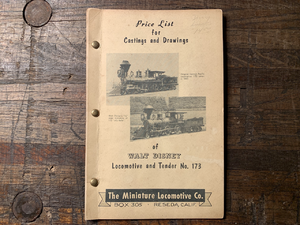 Price List
for
Castings and Drawings
of
WALT DISNEY
Locomotive and Tender No. 173
The Miniature Locomotive Co.
BOX 308 RESEDA, CALIF.